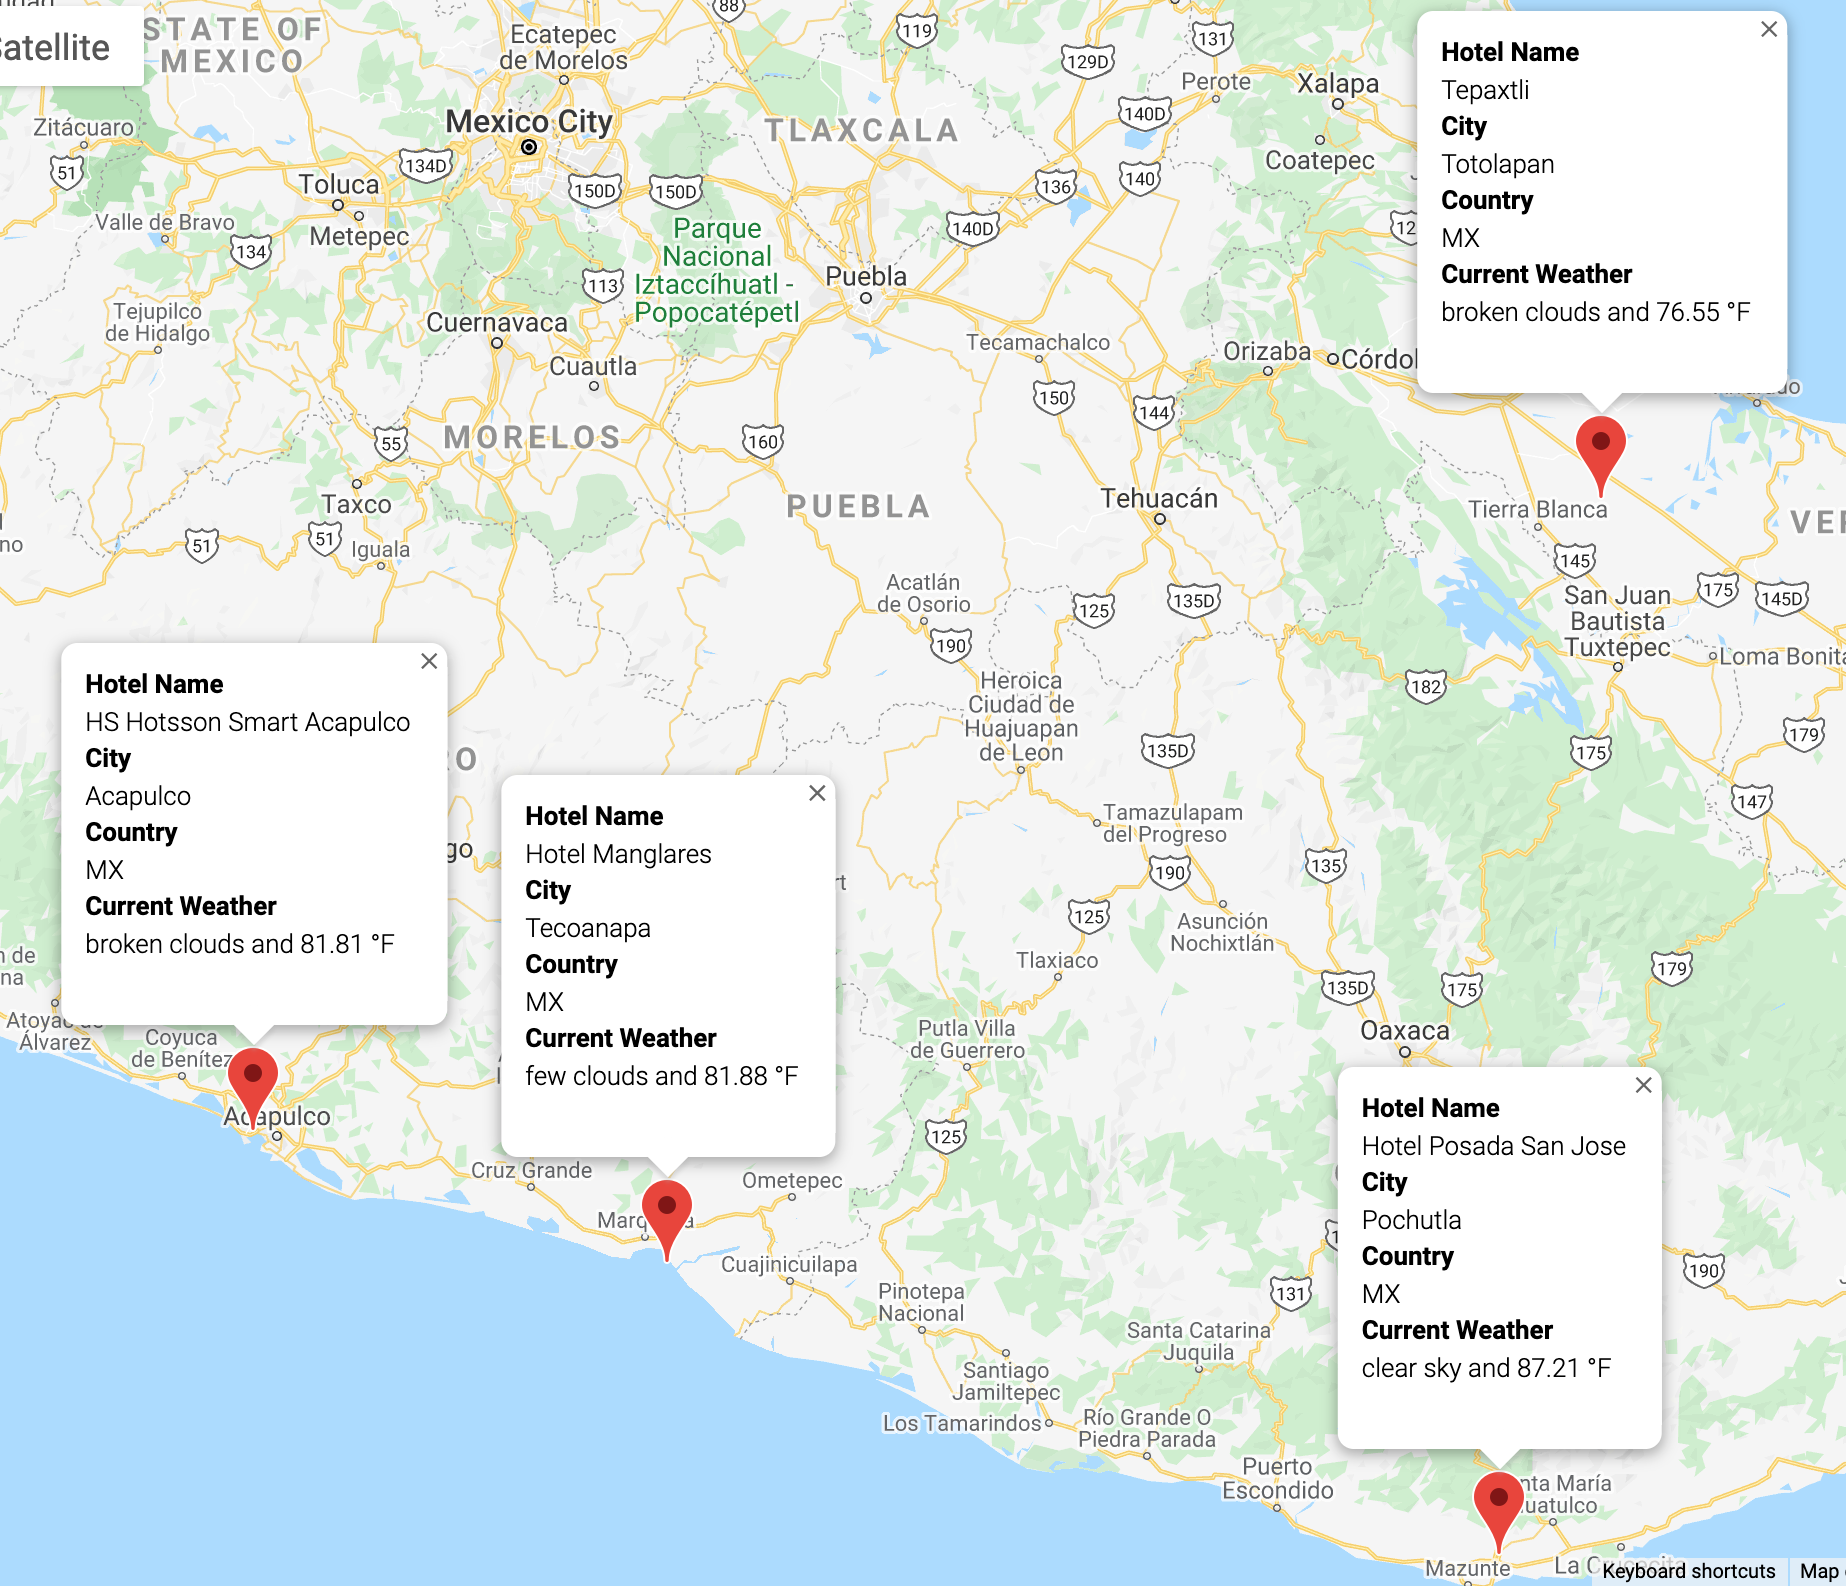 STATE OF
MEXICO
Satellite
Ecatepec
de Morelos
88
119
129D
131
Perote
Xalapa
140D
Zitácuaro
51
Mexico City
TLAXCALA
Coatepec
134D
Toluca
150D
150D
136
140
Valle de Bravo
Metepec
134
140D
Parque
Nacional
Iztaccíhuatl -
Popocatépetl
113
Puebla
Tejupilco
de Hidalgo
Cuernavaca
Cuautla
Tecamachalco
Orizaba
150
144
55
MORELOS
160
Taxco
PUEBLA
Tehuacán
Tierra Blanca
51
51
Iguala
145
Acatlán
de Osorio
125
135D
San Juan
Bautista
Tuxtepec
175
145D
190
Loma Bonita
182
Heroica
Ciudad de
Huajuapan
de Leon
135D
175
179
147
Tamazulapam
del Progreso
190
135
125
Asunción
Nochixtlán
Tlaxiaco
135D
175
179
Putla Villa
de Guerrero
Oaxaca
Hotel Name
Tepaxtli
City
Totolapan
Country
MX
Current Weather
broken clouds and 76.55 °F
Hotel Name
HS Hotsson Smart Acapulco
City
Acapulco
Country
MX
Current Weather
broken clouds and 81.81 °F
Hotel Name
Hotel Manglares
City
Tecoanapa
Country
MX
Current Weather
few clouds and 81.88 °F
Hotel Name
Hotel Posada San Jose
City
Pochutla
Country
MX
Current Weather
clear sky and 87.21 °F
Álvarez
Coyuca
de Benítez
Acapulco
125
Cruz Grande
Ometepec
Cuajinicuilapa
Pinotepa
Nacional
131
190
Santa Catarina
Juquila
Santiago
Jamiltepec
Los Tamarindos
Río Grande O
Piedra Parada
Puerto
Escondido
Mazunte
Keyboard shortcuts
Map